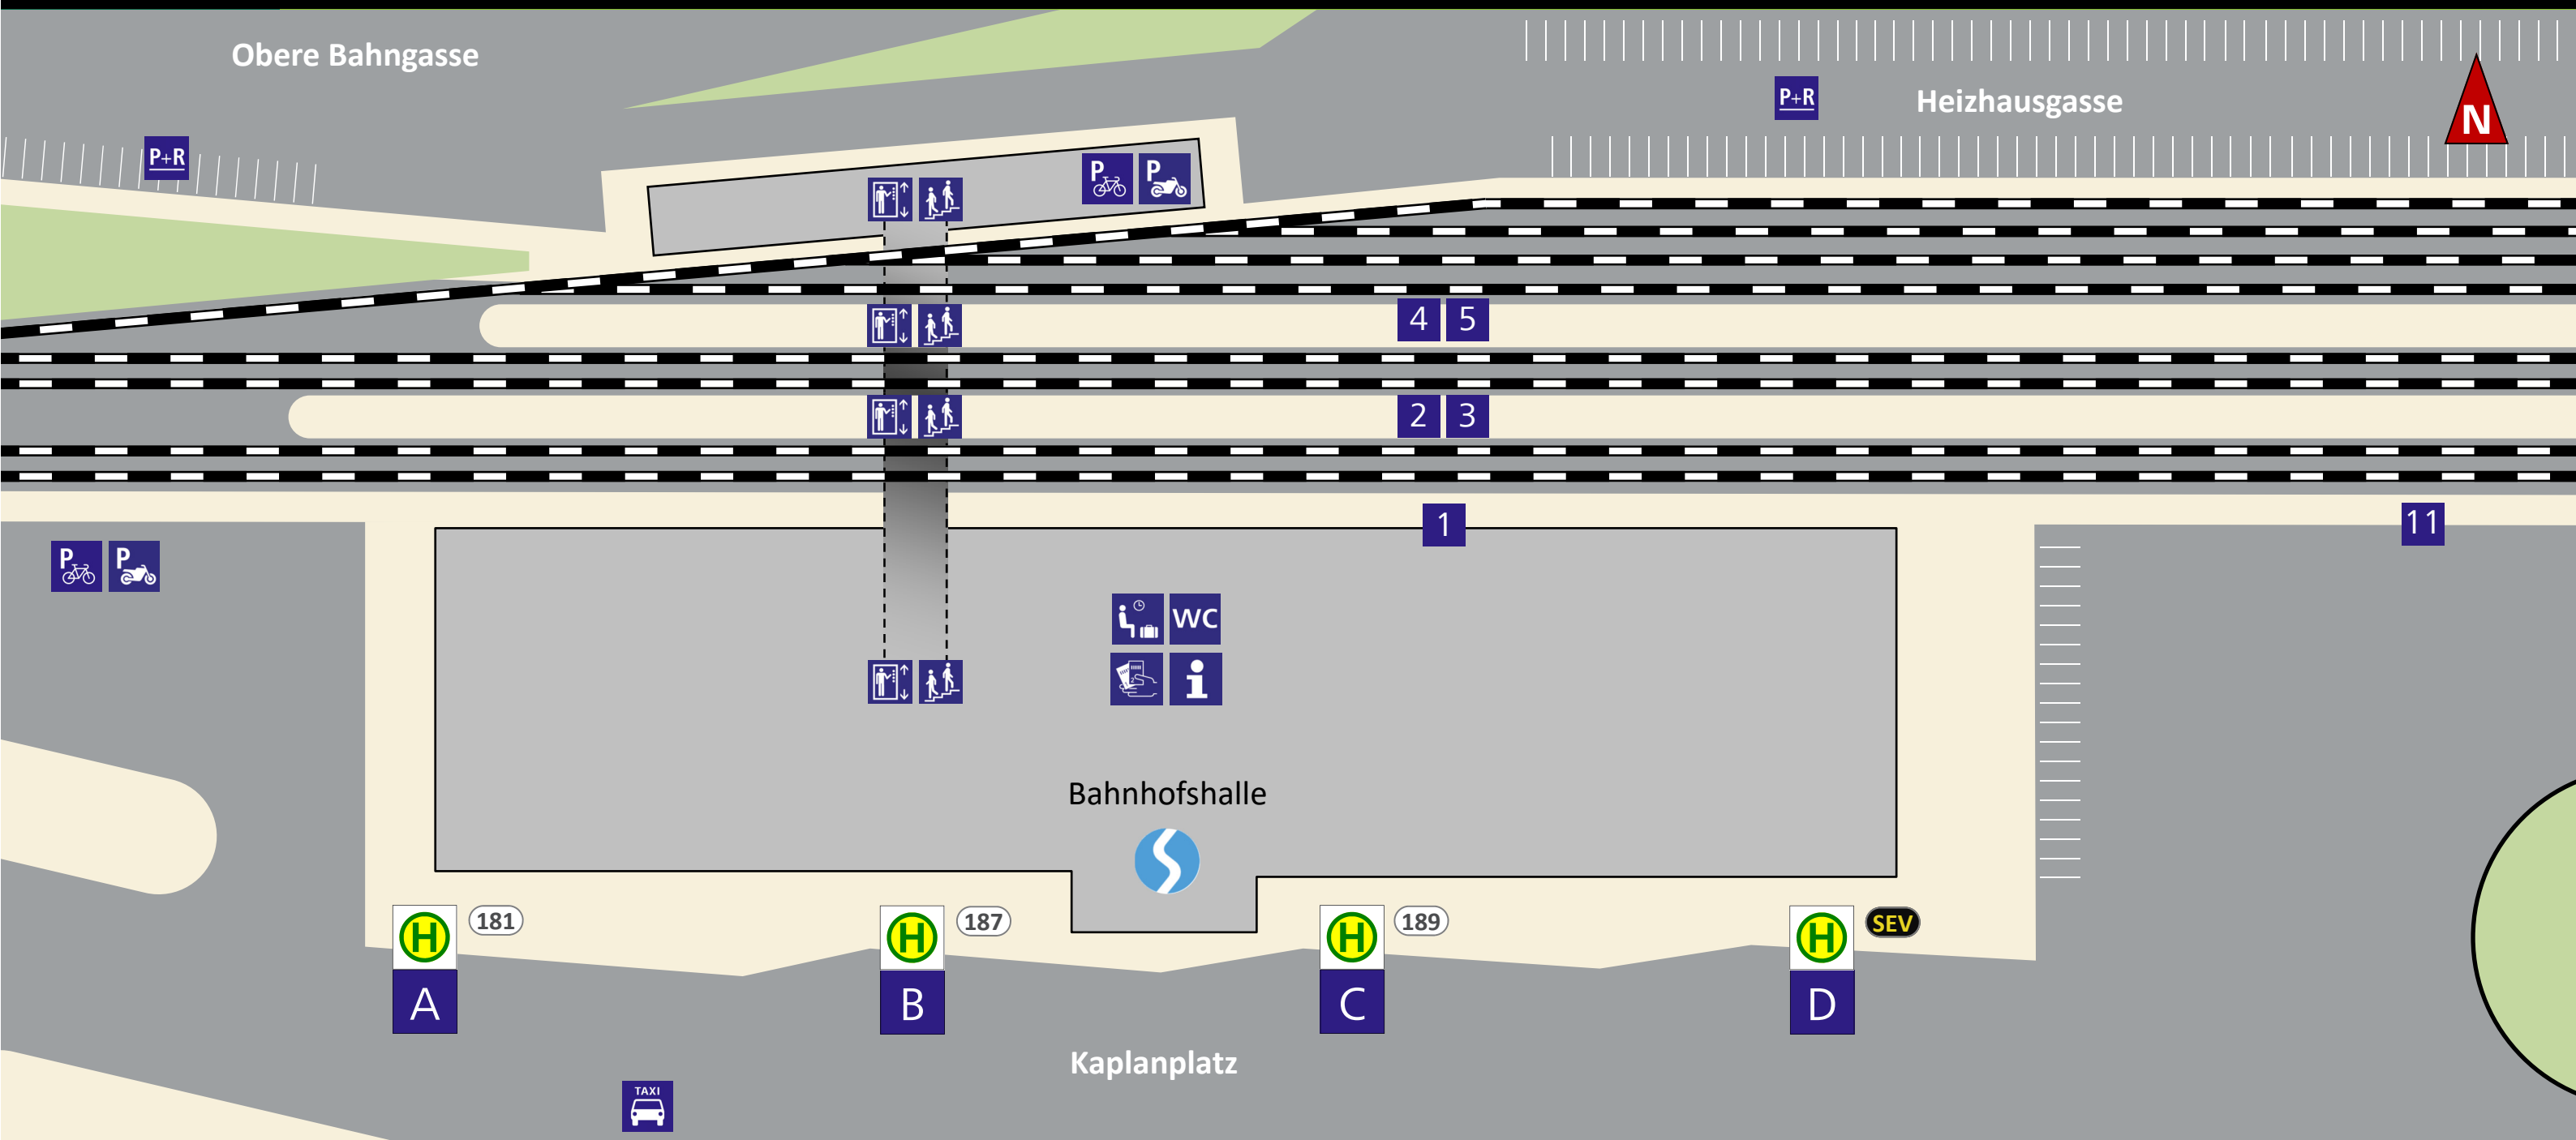 Obere Bahngasse
P+R
Heizhausgasse
N
P+R
P P
4 5
2 3
1
11
P P
WC
i
Bahnhofshalle
H 181
H 187
H 189
H SEV
A
B
C
D
Kaplanplatz
TAXI